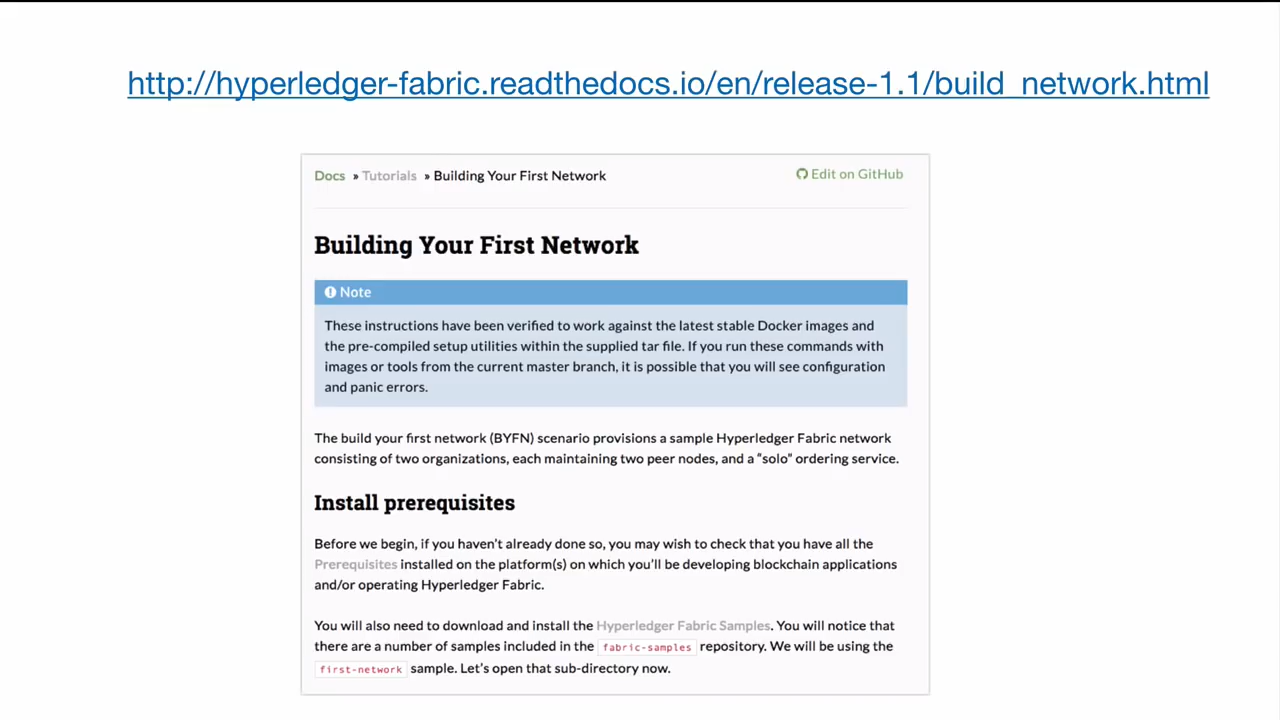 http://hyperledger-fabric.readthedocs.io/en/release-1.1/build_network.html
Docs » Tutorials » Building Your First Network
Edit on GitHub
Building Your First Network
Note
These instructions have been verified to work against the latest stable Docker images and
the pre-compiled setup utilities within the supplied tar file. If you run these commands with
images or tools from the current master branch, it is possible that you will see configuration
and panic errors.
The build your first network (BYFN) scenario provisions a sample Hyperledger Fabric network
consisting of two organizations, each maintaining two peer nodes, and a “solo” ordering service.
Install prerequisites
Before we begin, if you haven’t already done so, you may wish to check that you have all the
Prerequisites installed on the platform(s) on which you’ll be developing blockchain applications
and/or operating Hyperledger Fabric.
You will also need to download and install the Hyperledger Fabric Samples. You will notice that
there are a number of samples included in the fabric-samples repository. We will be using the
first-network sample. Let’s open that sub-directory now.